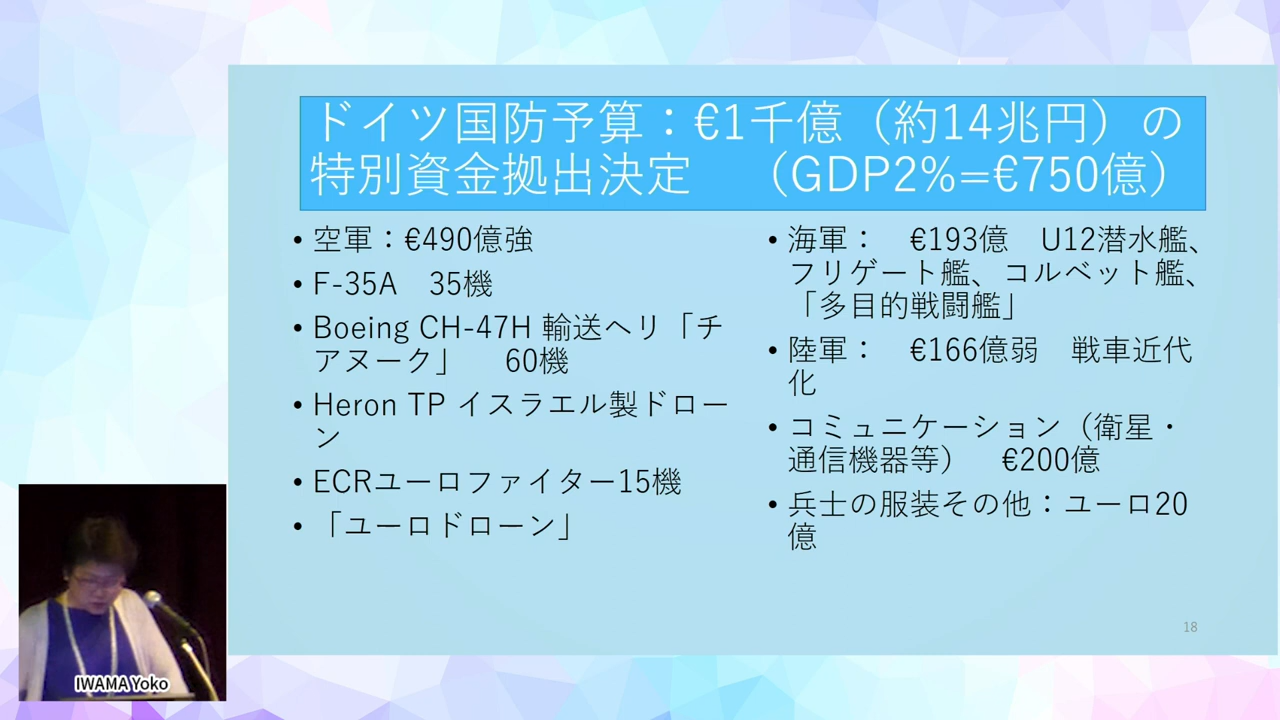 ドイツ国防予算：€1千億（約14兆円）の
特別資金拠出決定　（GDP2%=€750億）
• 空軍：€490億強
• F-35A　35機
• Boeing CH-47H 輸送ヘリ「チ
アヌーク」　60機
• Heron TP イスラエル製ドロー
ン
• ECRユーロファイター15機
• 「ユーロドローン」
• 海軍：　€193億　U12潜水艦、
フリゲート艦、コルベット艦、
「多目的戦闘艦」
• 陸軍：　€166億弱　戦車近代
化
• コミュニケーション（衛星・
通信機器等）　€200億
• 兵士の服装その他：ユーロ20
億
18
IWAMA Yoko